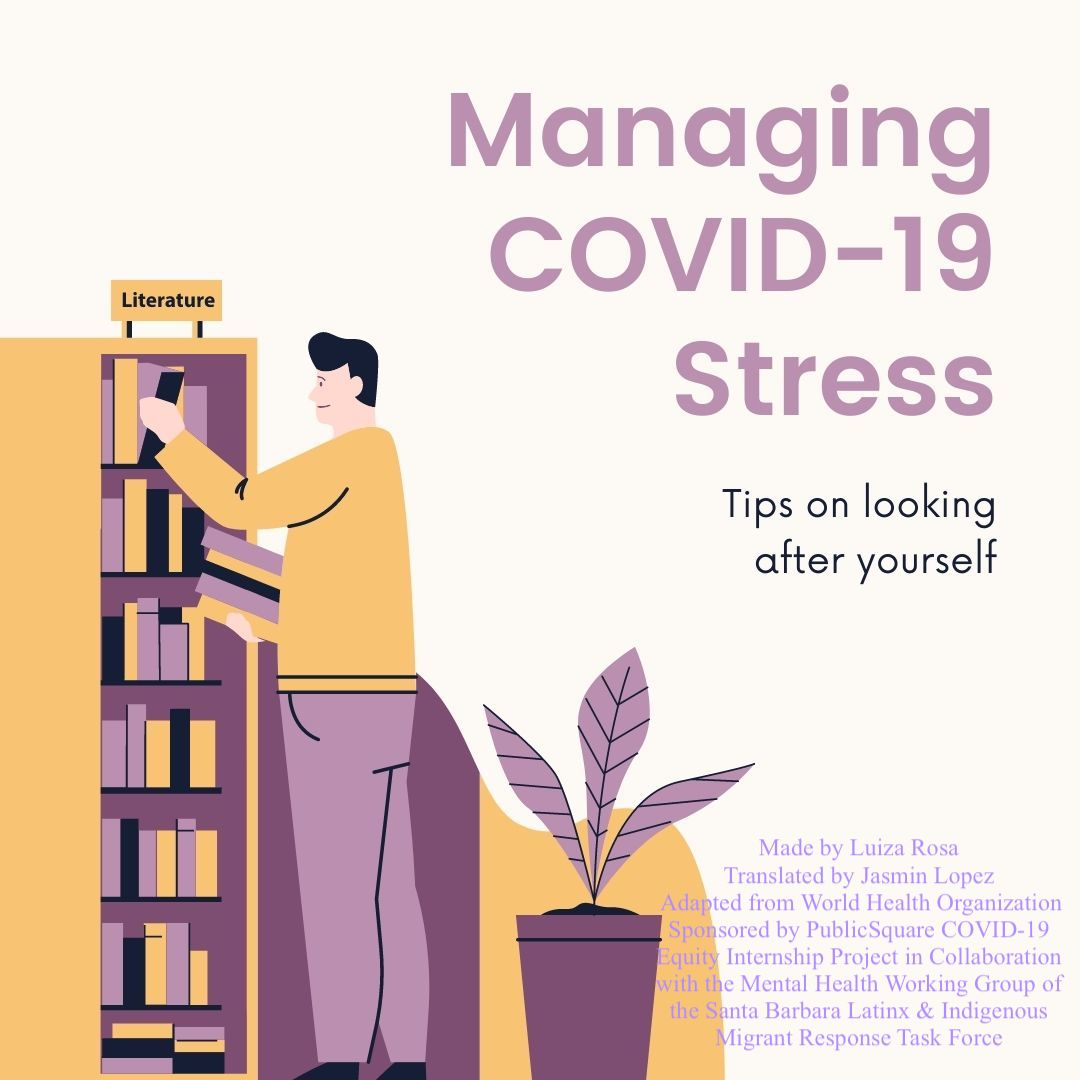 Managing
COVID-19
Stress
Literature
Tips on looking
after yourself
Made by Luiza Rosa
Translated by Jasmin Lopez
Adapted from World Health Organization
Sponsored by PublicSquare COVID-19
Equity Internship Project in Collaboration
with the Mental Health Working Group of
the Santa Barbara Latinx & Indigenous
Migrant Response Task Force